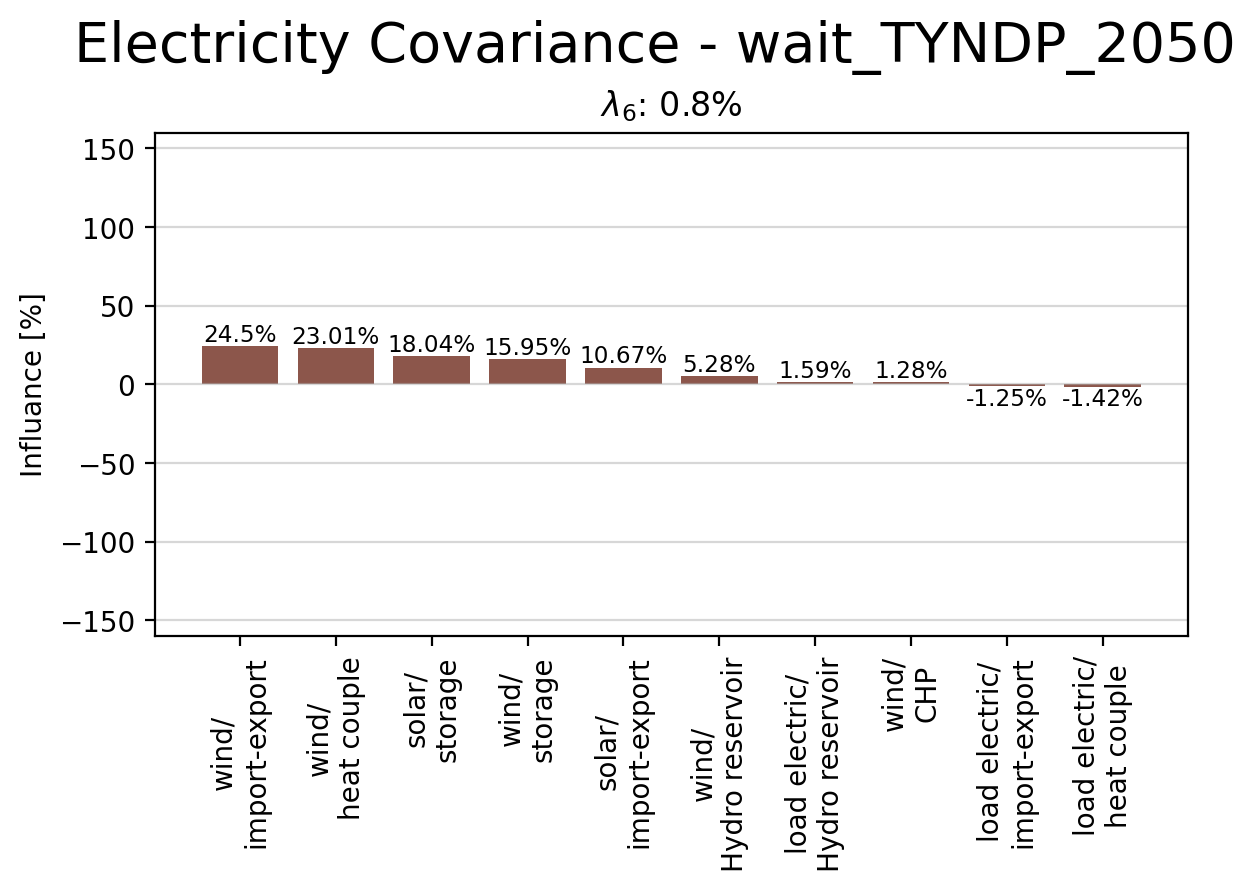 Electricity Covariance - wait_TYNDP_2050
λ6: 0.8%
Influance [%]
150
100
50
0
−50
−100
−150
24.5%
23.01%
18.04%
15.95%
10.67%
5.28%
1.59%
1.28%
-1.25%
-1.42%
wind/
import-export
wind/
heat couple
solar/
storage
wind/
storage
solar/
import-export
wind/
Hydro reservoir
load electric/
Hydro reservoir
wind/
CHP
load electric/
import-export
load electric/
heat couple